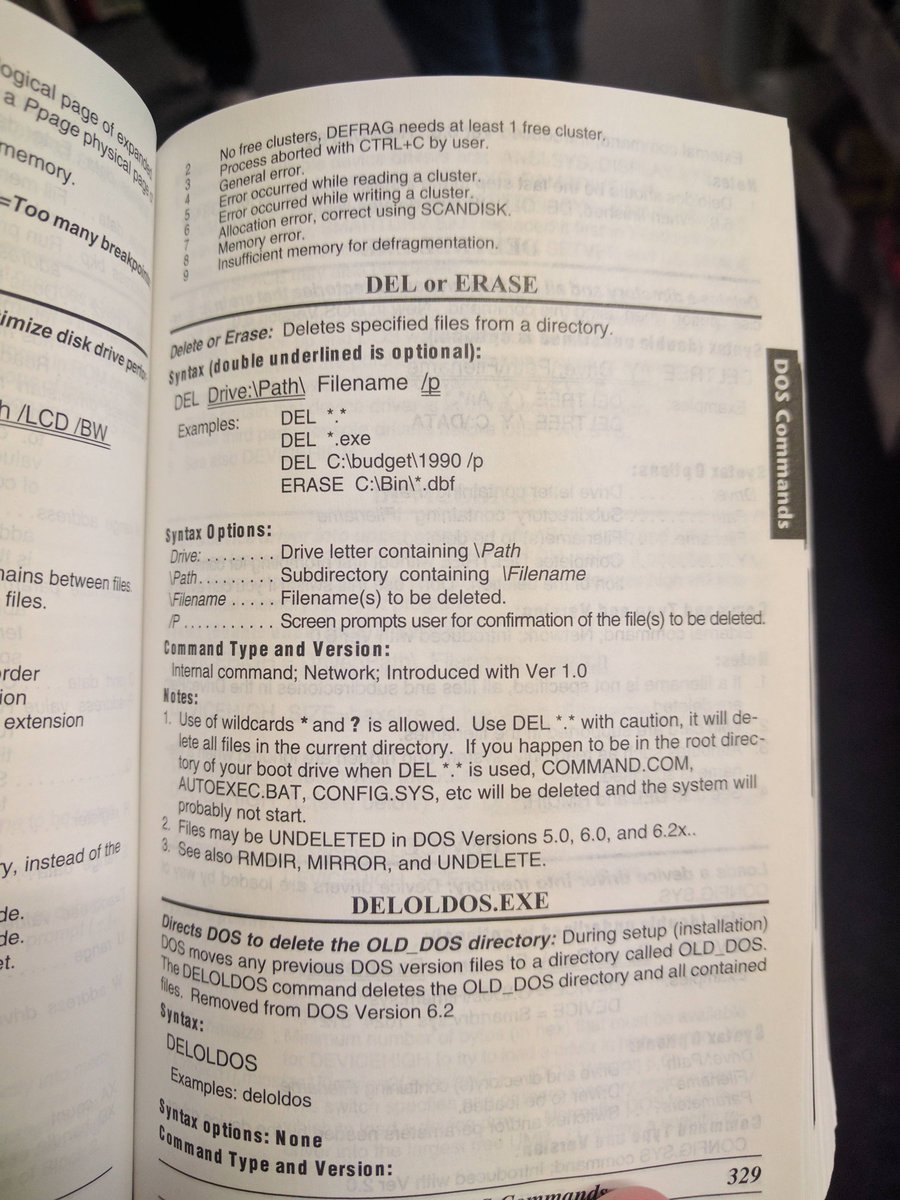 logical page of expanded
a Ppage physical page
memory.
=Too many breakpoints
imize disk drive
/LCD /BW
between files.
files.
extension
instead of the
No free clusters, DEFRAG needs at least 1 free cluster.
2 Process aborted with CTRL+C by user.
3 General error.
4 Error occurred while reading a cluster.
5 Error occurred while writing a cluster.
6 Allocation error, correct using SCANDISK.
7 Memory error.
8 Insufficient memory for defragmentation.
9
DEL or ERASE
Delete or Erase: Deletes specified files from a directory.
Syntax (double underlined is optional):
DEL Drive:\Path\ Filename /p
Examples: DEL *.*
DEL *.exe
DEL C:\budget\1990 /p
ERASE C:\Bin\*.dbf
Syntax Options:
Drive: . . . . . . . . Drive letter containing \Path
\Path . . . . . . . . . Subdirectory containing \Filename
\Filename . . . . . Filename(s) to be deleted.
/P . . . . . . . . . . . Screen prompts user for confirmation of the file(s) to be deleted.
Command Type and Version:
Internal command; Network; Introduced with Ver 1.0
Notes:
1. Use of wildcards * and ? is allowed. Use DEL *.* with caution, it will de-
lete all files in the current directory. If you happen to be in the root direc-
tory of your boot drive when DEL *.* is used, COMMAND.COM,
AUTOEXEC.BAT, CONFIG.SYS, etc will be deleted and the system will
probably not start.
2. Files may be UNDELETED in DOS Versions 5.0, 6.0, and 6.2x..
3. See also RMDIR, MIRROR, and UNDELETE.
DELOLDOS.EXE
Directs DOS to delete the OLD_DOS directory: During setup (installation)
DOS moves any previous DOS version files to a directory called OLD_DOS.
The DELOLDOS command deletes the OLD_DOS directory and all contained
files. Removed from DOS Version 6.2
Syntax:
DELOLDOS
Examples: deloldos
Syntax options: None
Command Type and Version:
Commands 329
DOS Commands